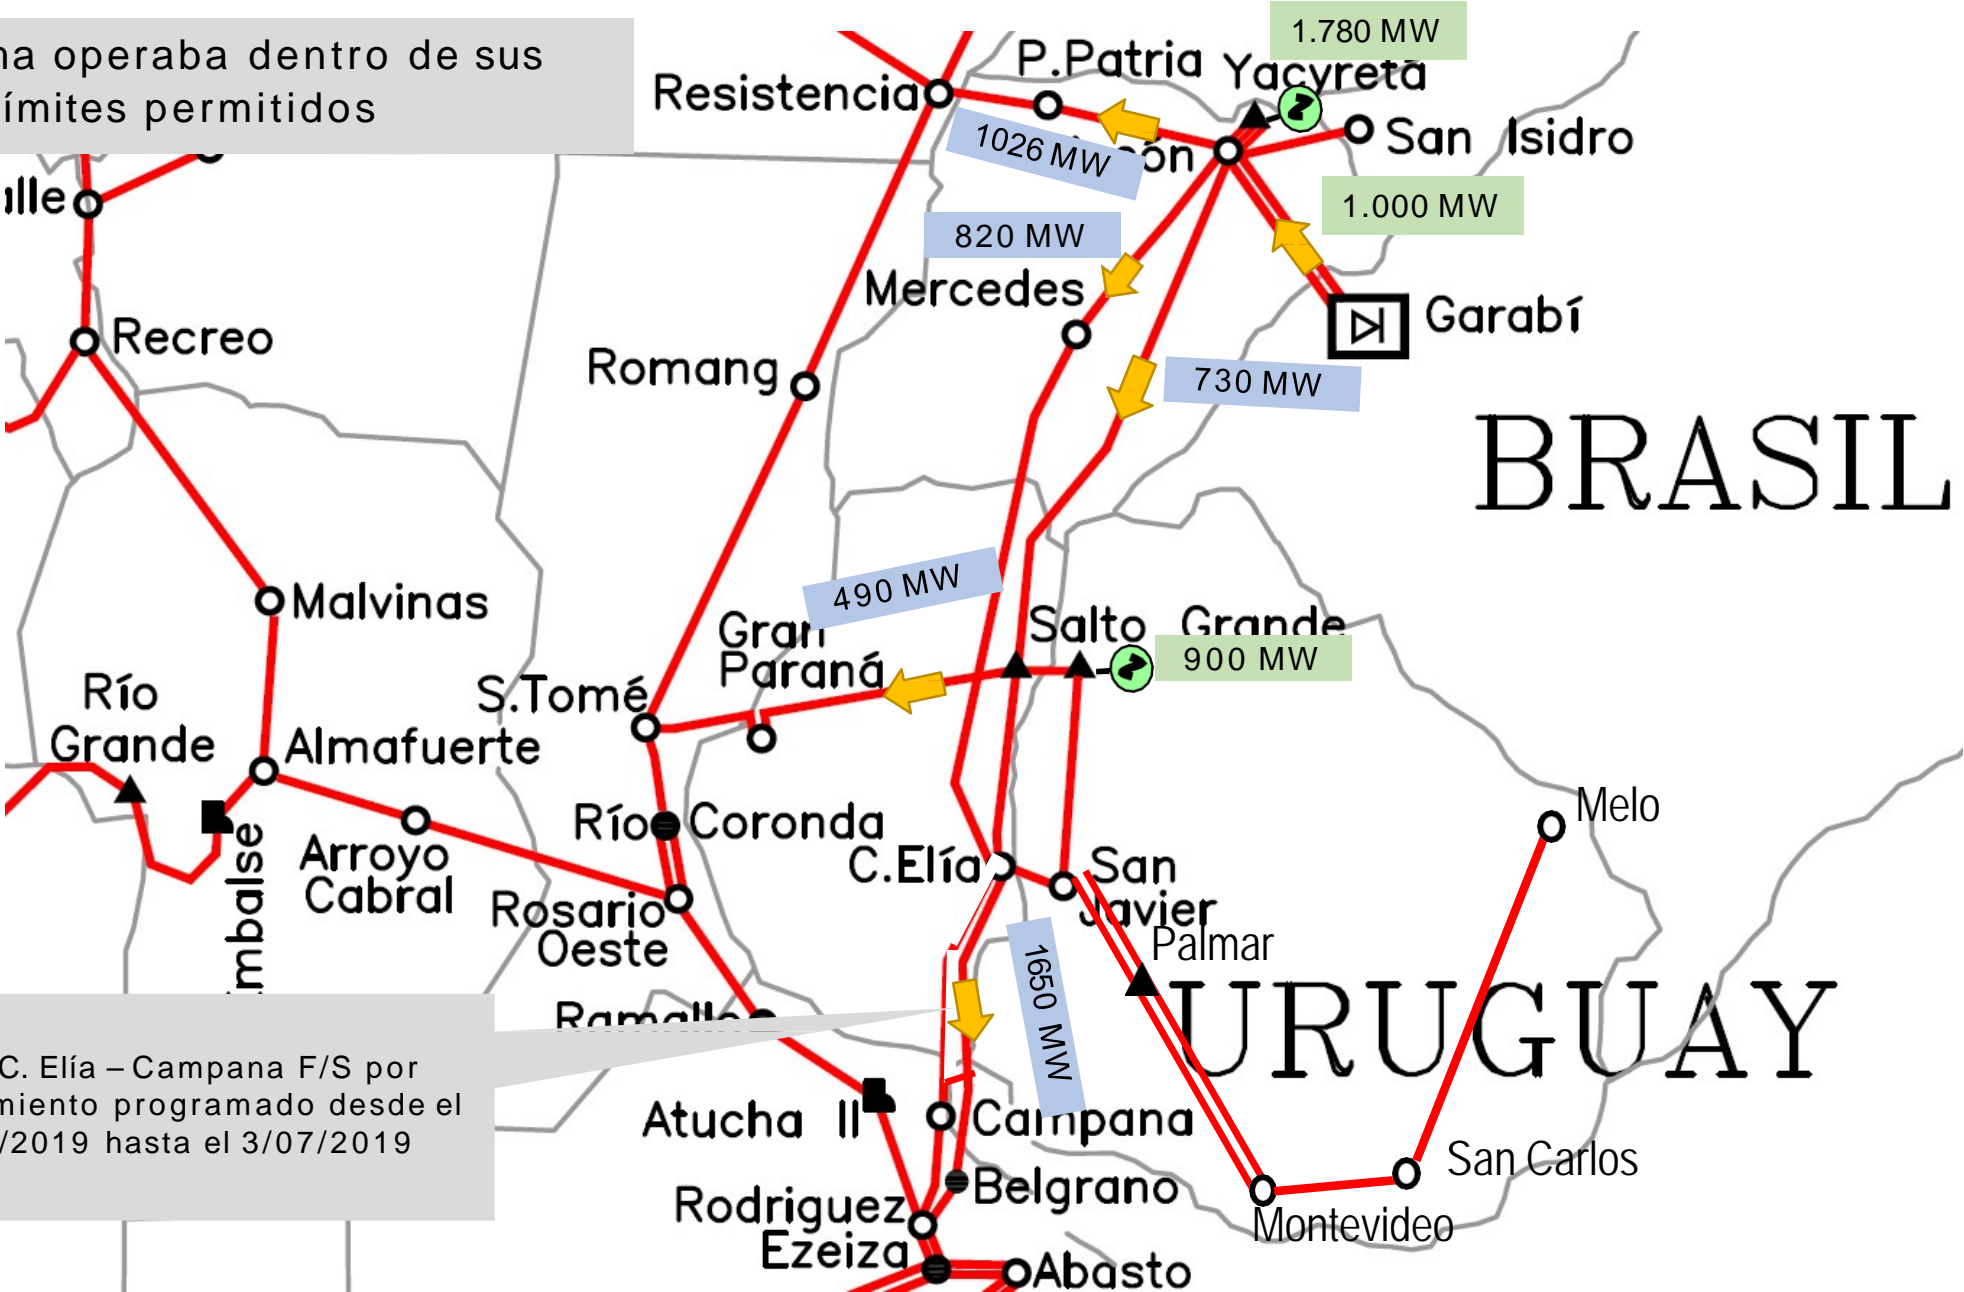 na operaba dentro de sus
ímites permitidos
1.780 MW
P.Patria
Yacyretá
Resistencia
1026 MW
ón
San Isidro
1.000 MW
alle
820 MW
Mercedes
Garabí
Recreo
Romang
730 MW
BRASIL
490 MW
Malvinas
Gran
Paraná
Salto Grande
900 MW
Río
Grande
S.Tomé
Almafuerte
Melo
Río Coronda
Arroyo
Cabral
C.Elía
San
Javier
mbalse
Rosario
Oeste
Palmar
1650 MW
URUGUAY
Ramallo
C. Elía – Campana F/S por
miento programado desde el
/2019 hasta el 3/07/2019
Atucha II
Campana
San Carlos
Belgrano
Rodriguez
Montevideo
Ezeiza
Abasto